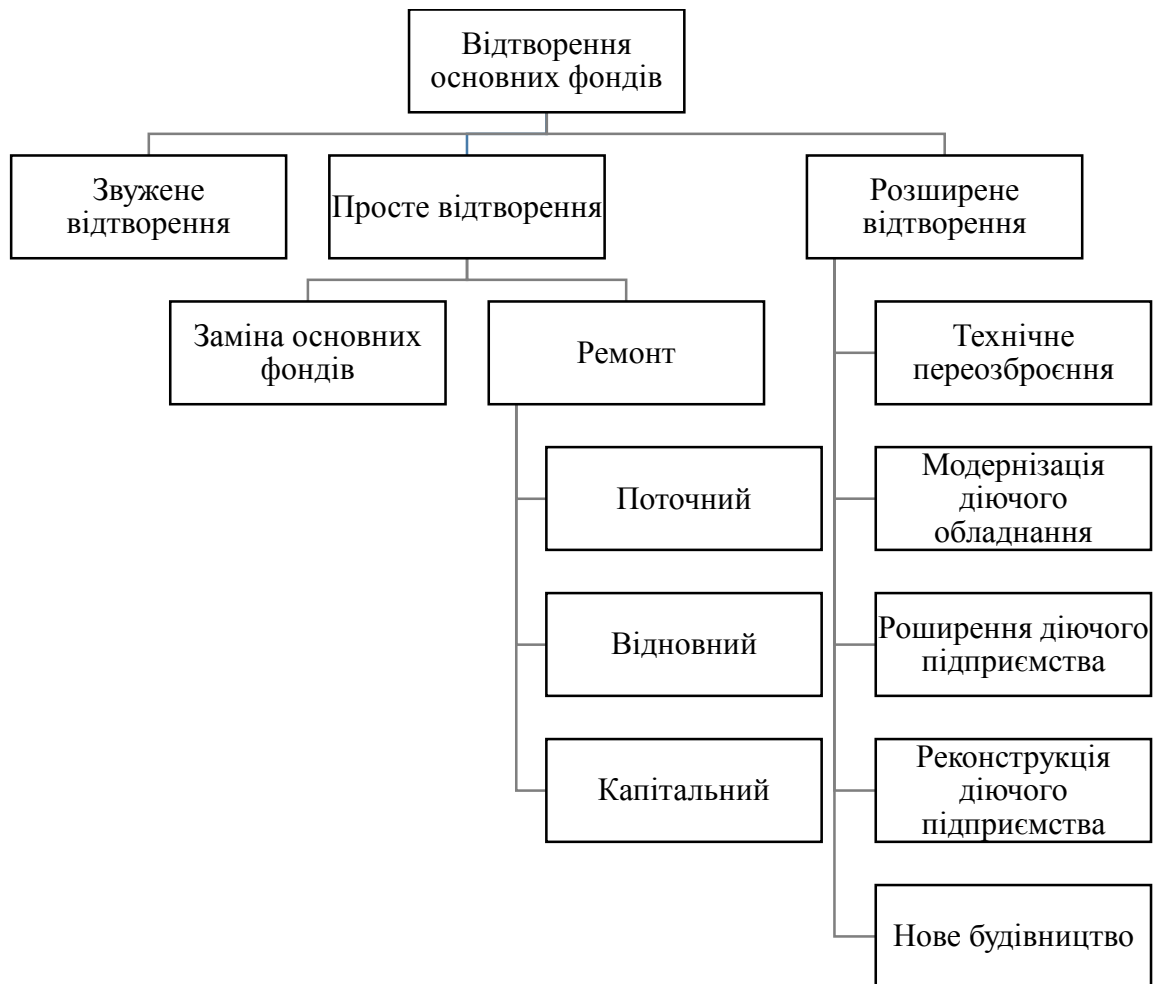 Відтворення
основних фондів
Звужене
відтворення
Просте відтворення
Розширене
відтворення
Заміна основних
фондів
Ремонт
Поточний
Відновний
Капітальний
Технічне
переозброєння
Модернізація
діючого
обладнання
Роширення діючого
підприємства
Реконструкція
діючого
підприємства
Нове будівництво